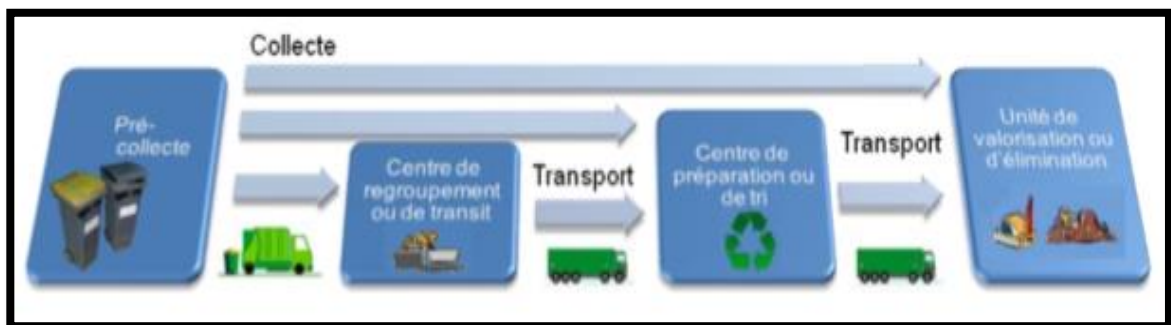 Collecte
Pré-
collecte
Centre de
regroupement
ou de transit
Transport
Centre de
préparation ou
de tri
Transport
Unité de
valorisation ou
d'élimination